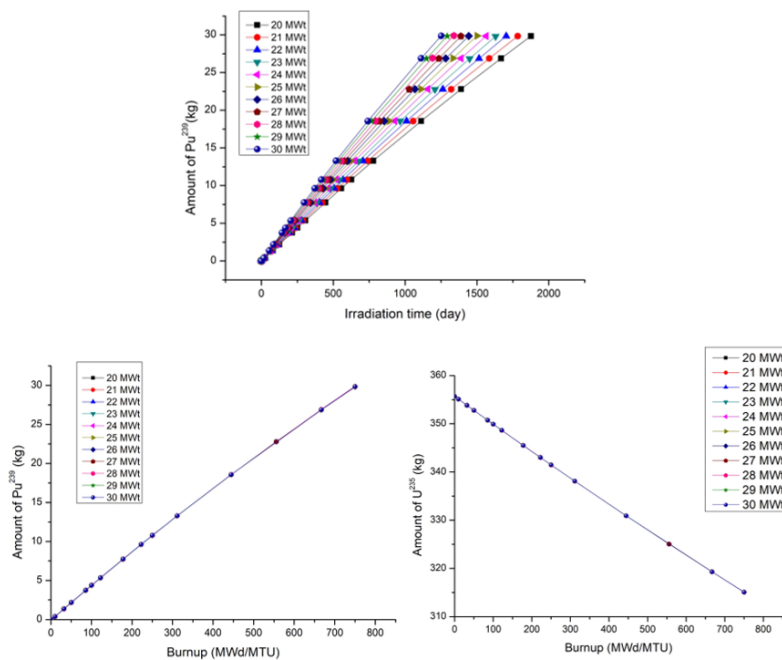 30
25
20
15
10
5
0
Amount of Pu²³⁹(kg)
20 MWt
21 MWt
22 MWt
23 MWt
24 MWt
25 MWt
26 MWt
27 MWt
28 MWt
29 MWt
30 MWt
0 500 1000 1500 2000
Irradiation time (day)
30
25
20
15
10
5
0
Amount of Pu²³⁹ (kg)
20 MWt
21 MWt
22 MWt
23 MWt
24 MWt
25 MWt
26 MWt
27 MWt
28 MWt
29 MWt
30 MWt
0 100 200 300 400 500 600 700 800
Burnup (MWd/MTU)
360
350
340
330
320
310
Amount of U²³⁵ (kg)
20 MWt
21 MWt
22 MWt
23 MWt
24 MWt
25 MWt
26 MWt
27 MWt
28 MWt
29 MWt
30 MWt
0 100 200 300 400 500 600 700 800
Burnup (MWd/MTU)